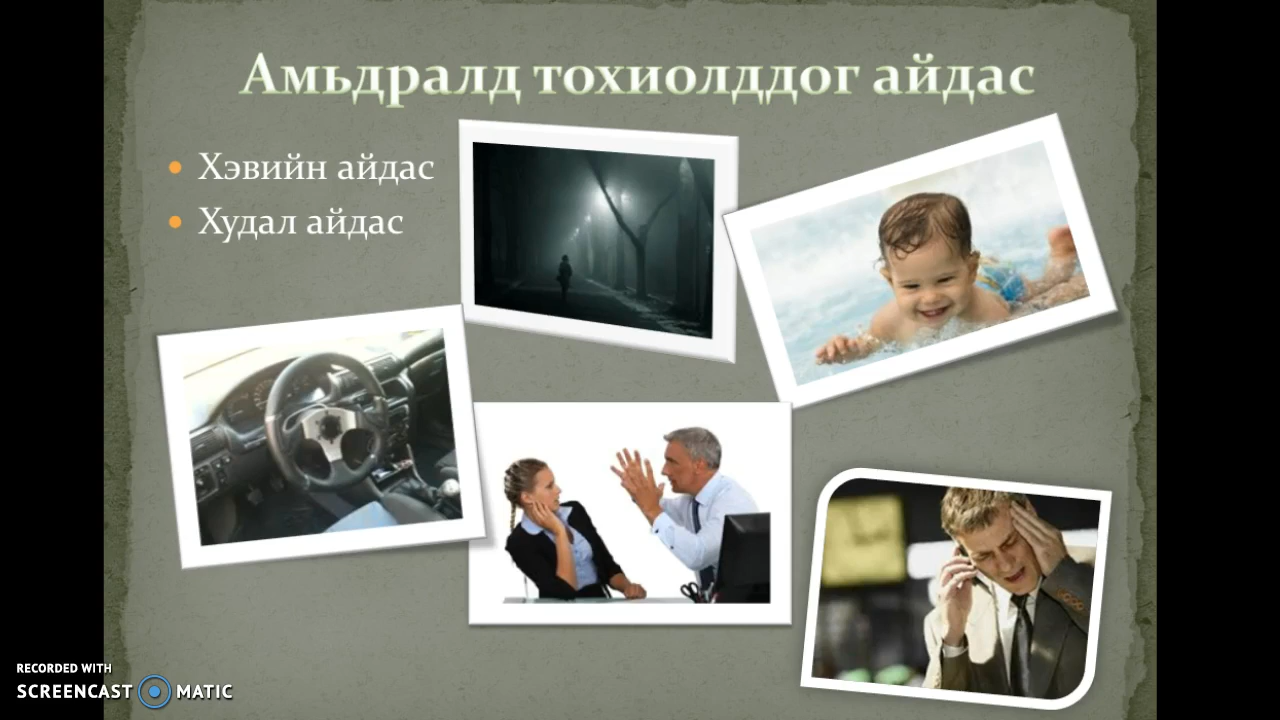 Амьдралд тохиолддог айдас
Хэвийн айдас
Худал айдас
RECORDED WITH
SCREENCAST MATIC